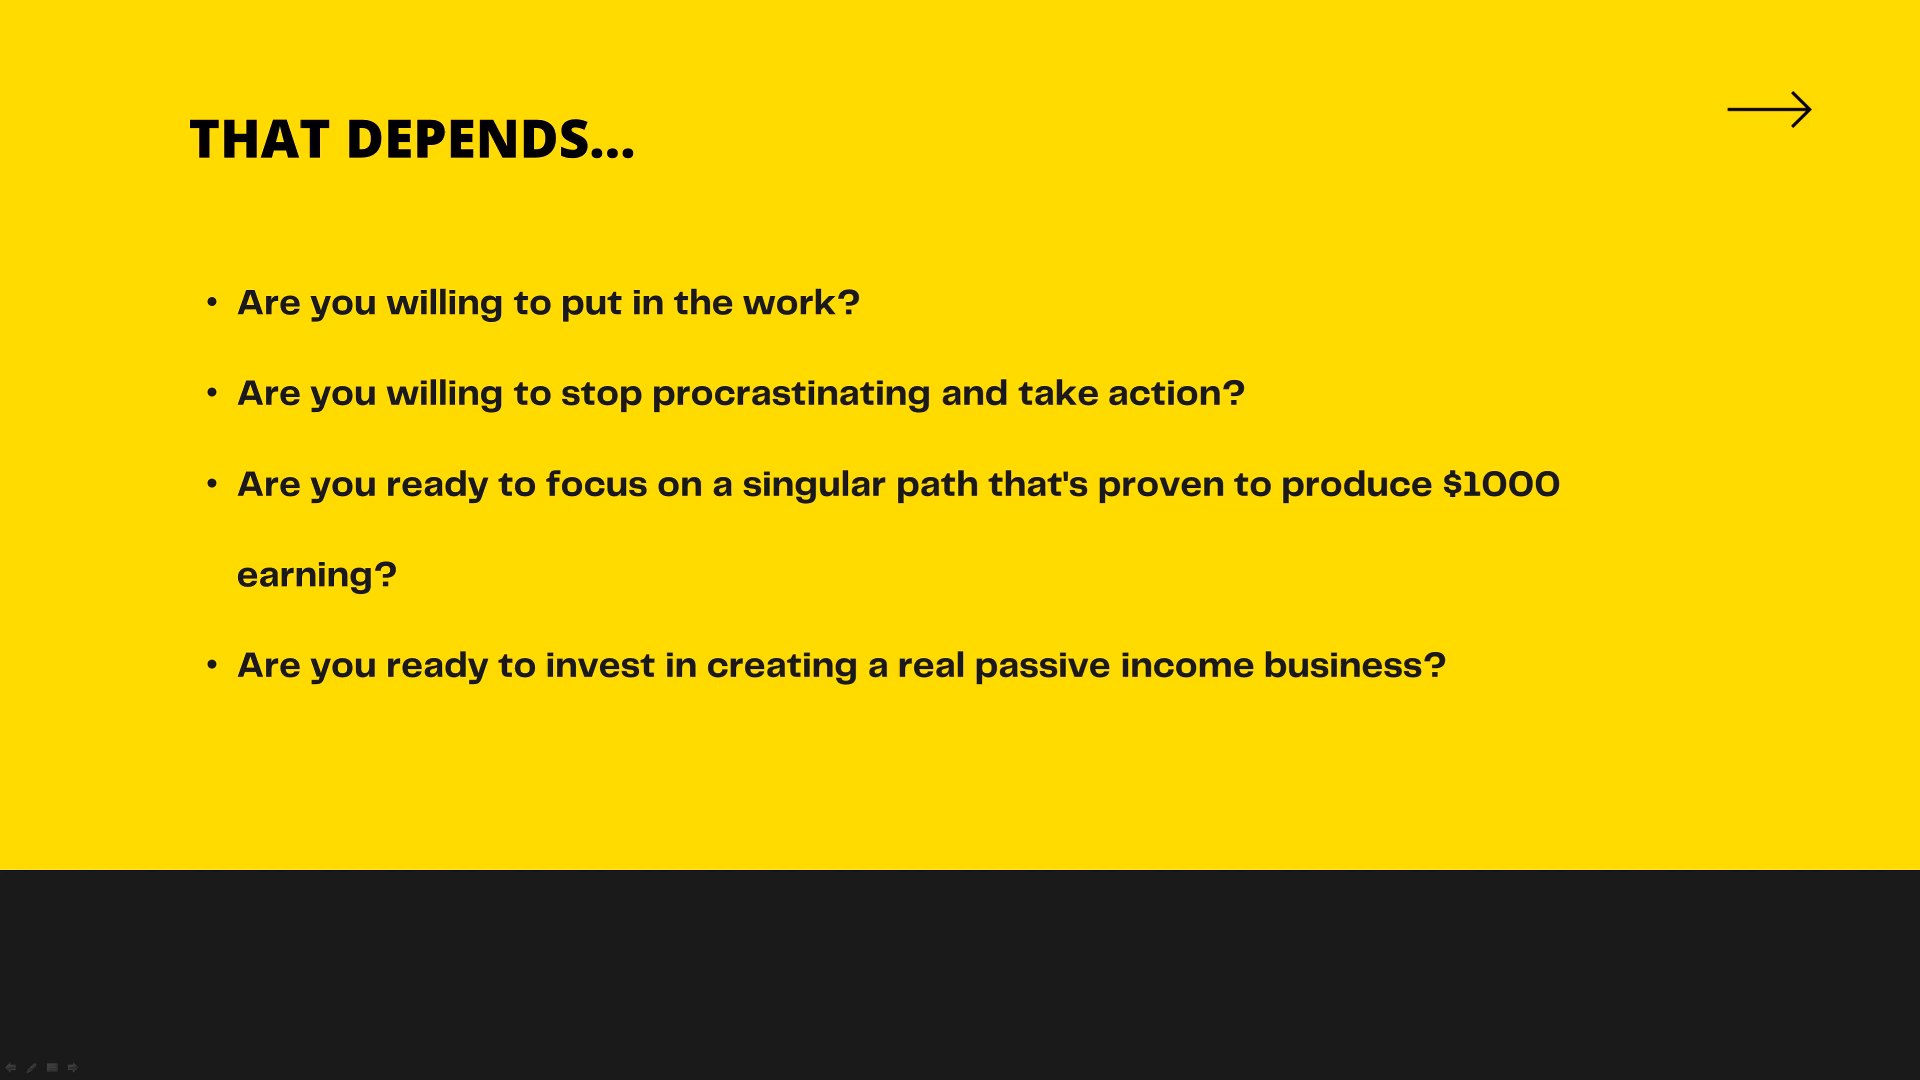 THAT DEPENDS...
• Are you willing to put in the work?
• Are you willing to stop procrastinating and take action?
• Are you ready to focus on a singular path that's proven to produce $1000
earning?
• Are you ready to invest in creating a real passive income business?